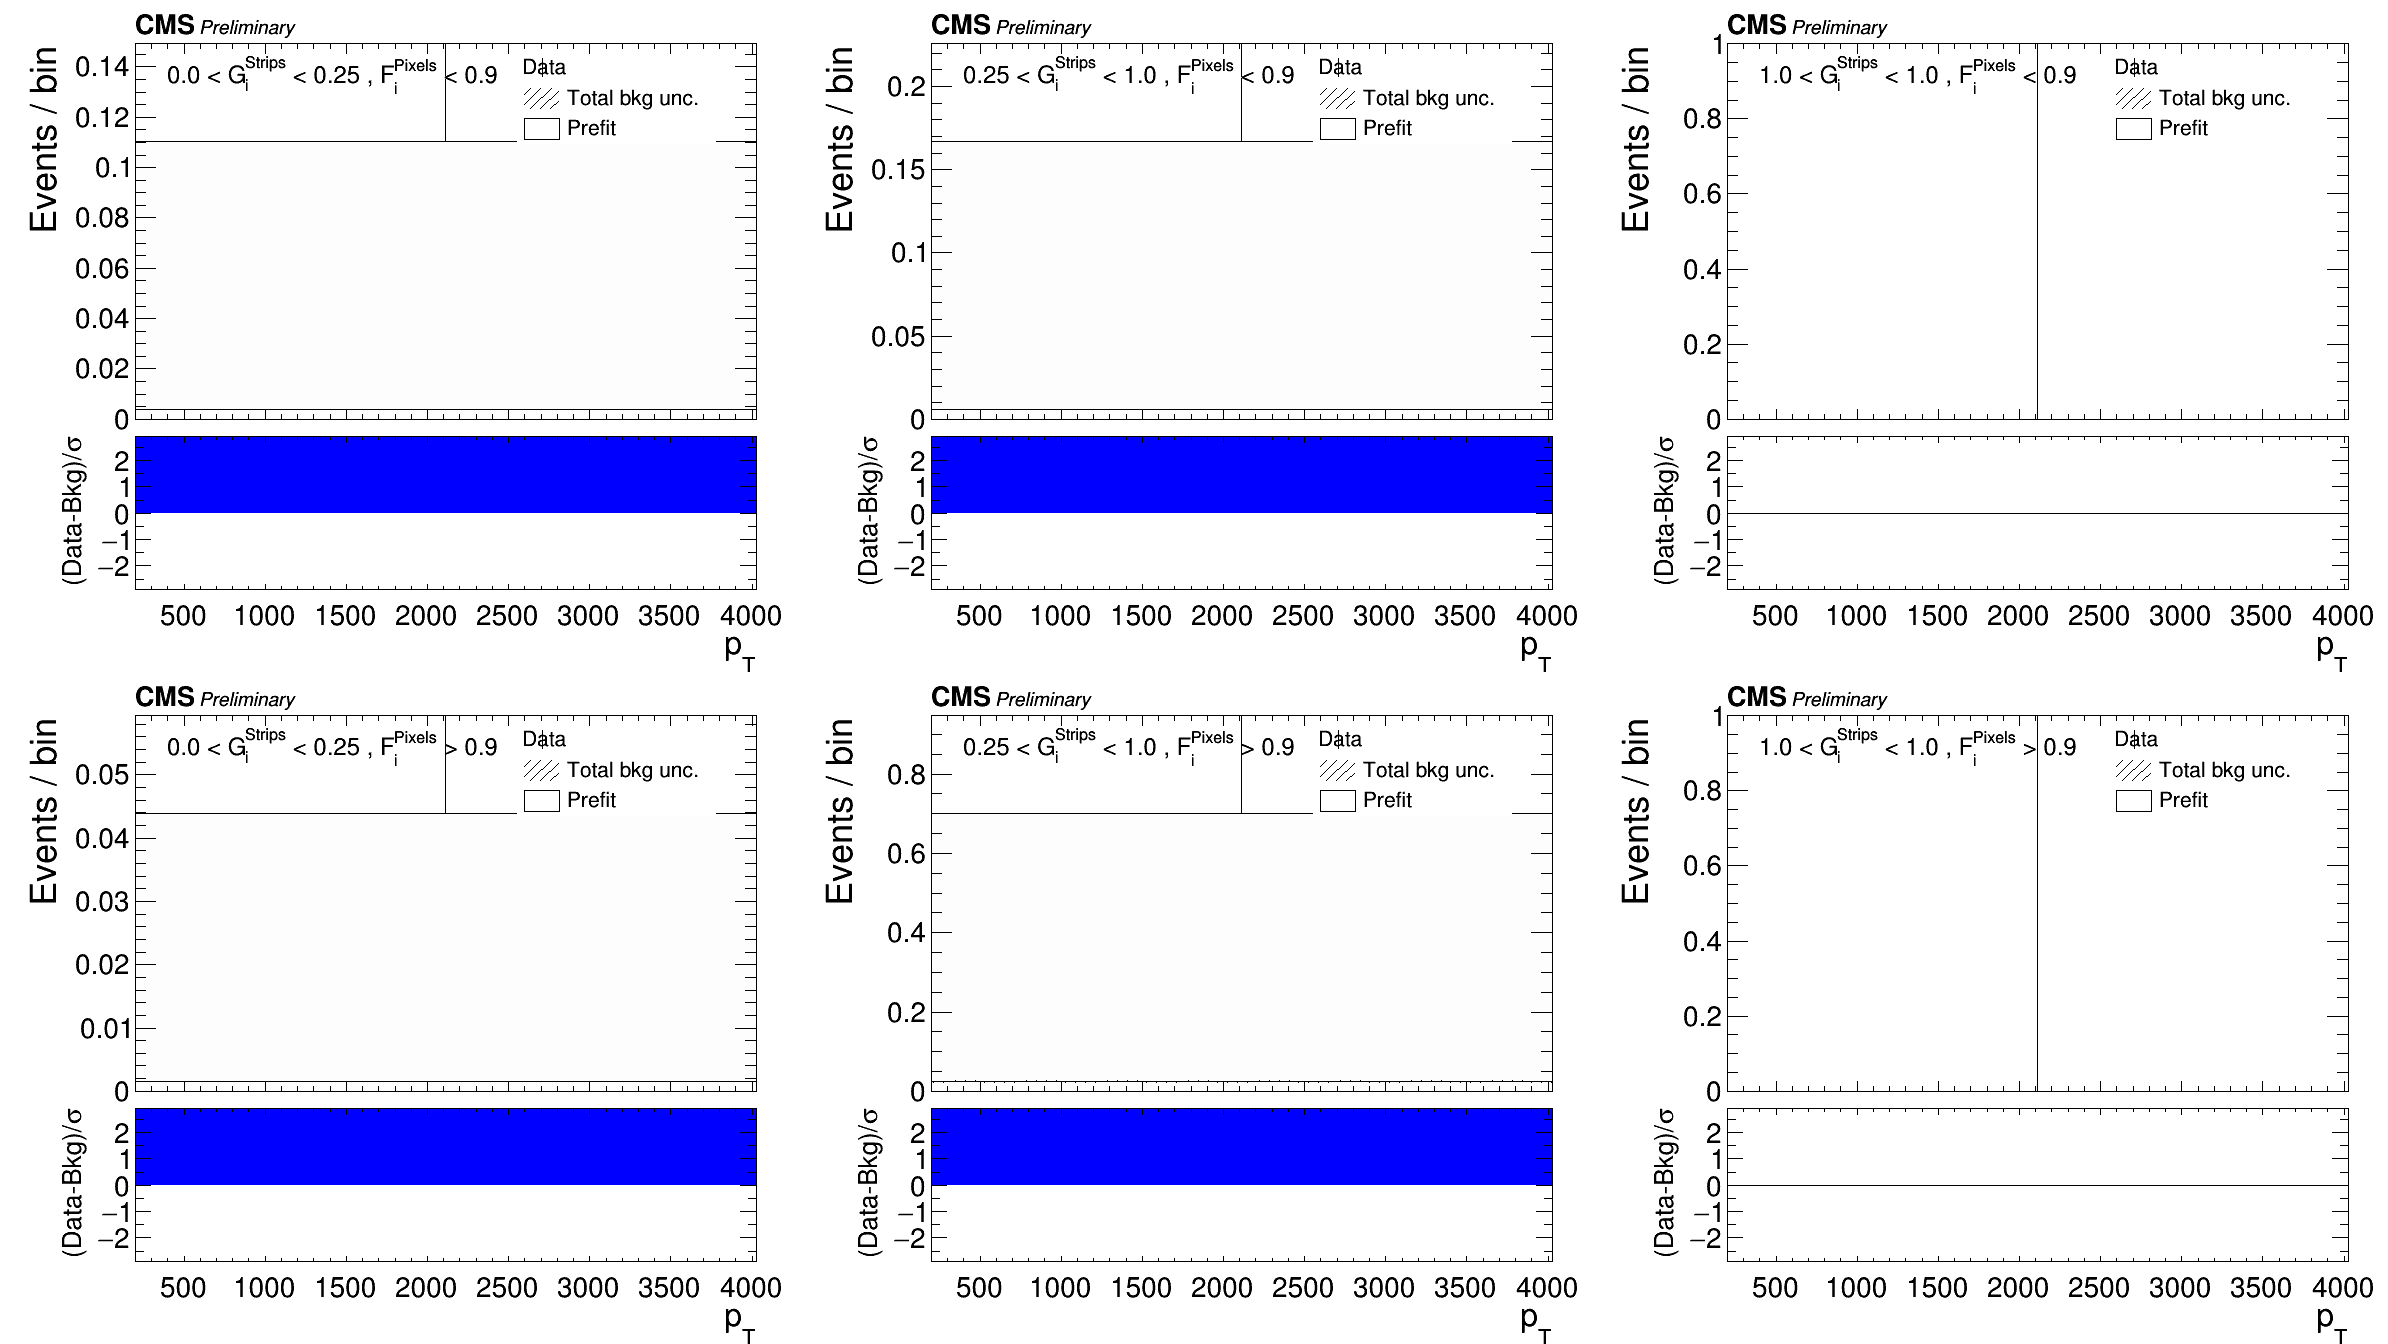 CMS Preliminary
Events / bin
0.0 < G_i^Strips < 0.25 , F_i^Pixels < 0.9
Data
Total bkg unc.
Prefit
0.14
0.12
0.1
0.08
0.06
0.04
0.02
0
(Data-Bkg)/σ
2
1
0
−1
−2
500 1000 1500 2000 2500 3000 3500 4000
p_T
CMS Preliminary
Events / bin
0.25 < G_i^Strips < 1.0 , F_i^Pixels < 0.9
Data
Total bkg unc.
Prefit
0.2
0.15
0.1
0.05
0
(Data-Bkg)/σ
2
1
0
−1
−2
500 1000 1500 2000 2500 3000 3500 4000
p_T
CMS Preliminary
Events / bin
1.0 < G_i^Strips < 1.0 , F_i^Pixels < 0.9
Data
Total bkg unc.
Prefit
1
0.8
0.6
0.4
0.2
0
(Data-Bkg)/σ
2
1
0
−1
−2
500 1000 1500 2000 2500 3000 3500 4000
p_T
CMS Preliminary
Events / bin
0.0 < G_i^Strips < 0.25 , F_i^Pixels > 0.9
Data
Total bkg unc.
Prefit
0.05
0.04
0.03
0.02
0.01
0
(Data-Bkg)/σ
2
1
0
−1
−2
500 1000 1500 2000 2500 3000 3500 4000
p_T
CMS Preliminary
Events / bin
0.25 < G_i^Strips < 1.0 , F_i^Pixels > 0.9
Data
Total bkg unc.
Prefit
0.8
0.6
0.4
0.2
0
(Data-Bkg)/σ
2
1
0
−1
−2
500 1000 1500 2000 2500 3000 3500 4000
p_T
CMS Preliminary
Events / bin
1.0 < G_i^Strips < 1.0 , F_i^Pixels > 0.9
Data
Total bkg unc.
Prefit
1
0.8
0.6
0.4
0.2
0
(Data-Bkg)/σ
2
1
0
−1
−2
500 1000 1500 2000 2500 3000 3500 4000
p_T